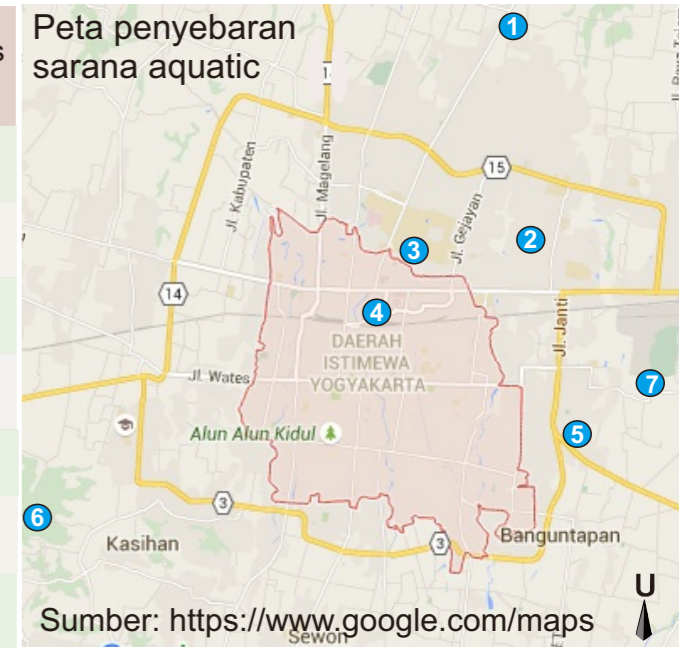 s
Peta penyebaran
sarana aquatic
1
15
Jl. Kabupaten
Jl. Magelang
Jl. Gejayan
2
3
14
4
Jl. Janti
DAERAH
ISTIMEWA
YOGYAKARTA
Jl. Wates
7
Alun Alun Kidul
5
6
3
3
Kasihan
Banguntapan
U
Sumber: https://www.google.com/maps
Sewon